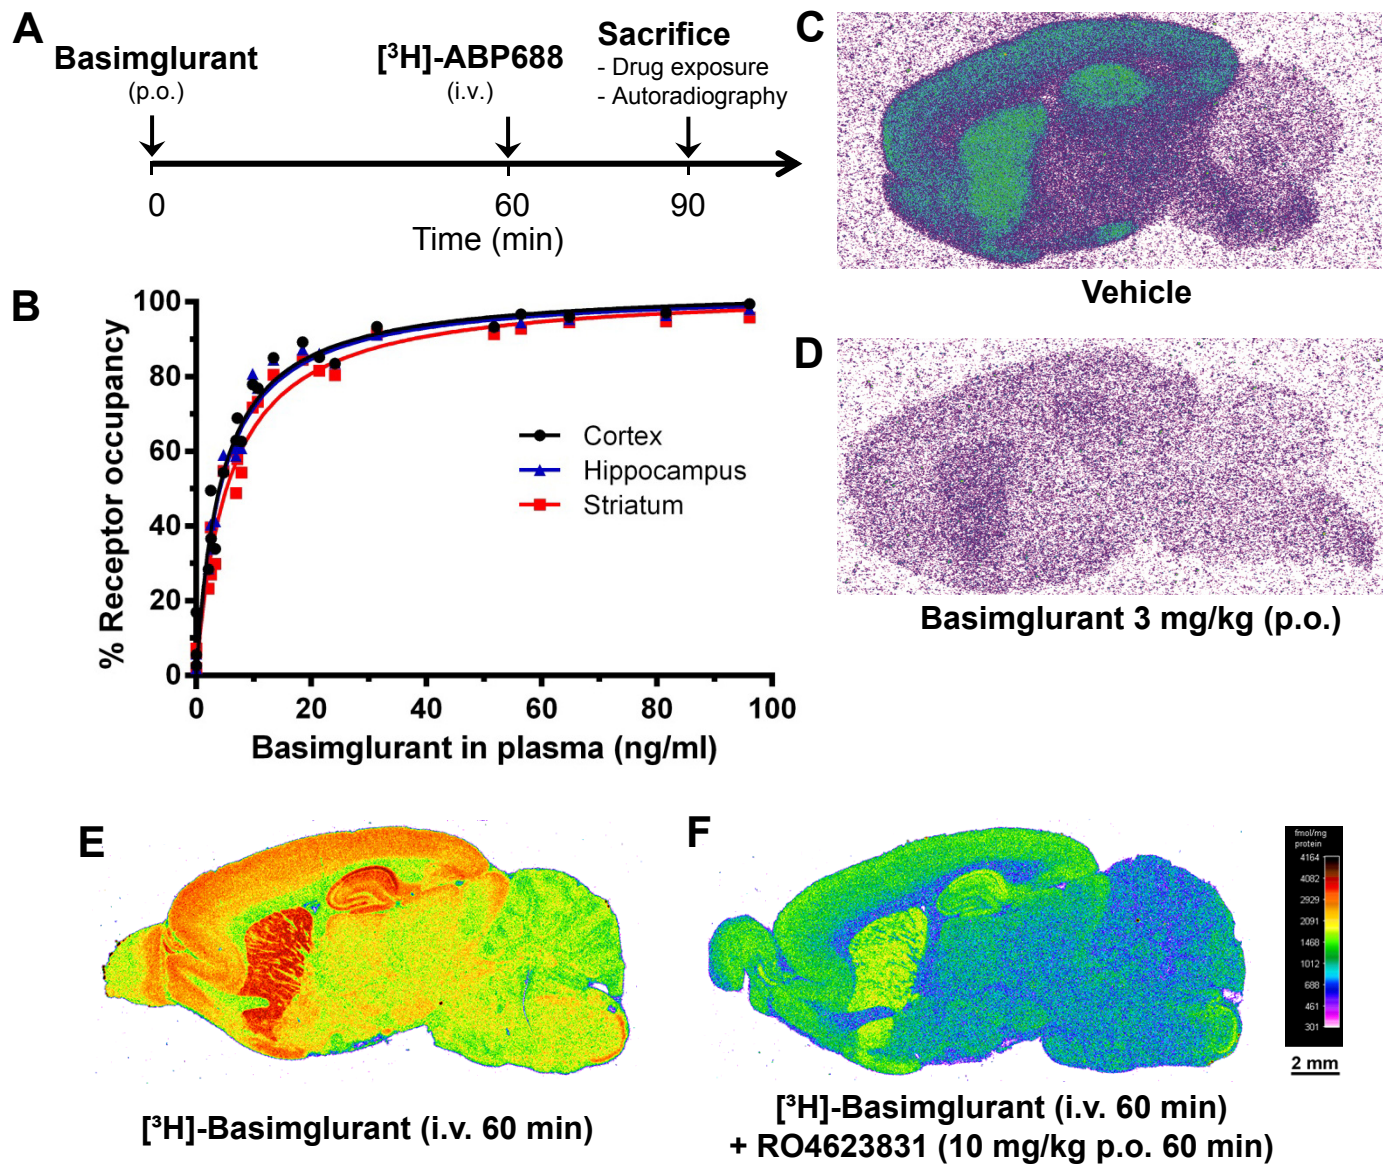 A
Basimglurant
(p.o.)
[³H]-ABP688
(i.v.)
Sacrifice
- Drug exposure
- Autoradiography
0
60
90
Time (min)
B
% Receptor occupancy
100
80
60
40
20
0
Cortex
Hippocampus
Striatum
0
20
40
60
80
100
Basimglurant in plasma (ng/ml)
C
Vehicle
D
Basimglurant 3 mg/kg (p.o.)
E
[³H]-Basimglurant (i.v. 60 min)
F
[³H]-Basimglurant (i.v. 60 min)
+ RO4623831 (10 mg/kg p.o. 60 min)
fmol/mg
protein
4164
4082
2929
2091
1468
1012
688
461
301
2 mm